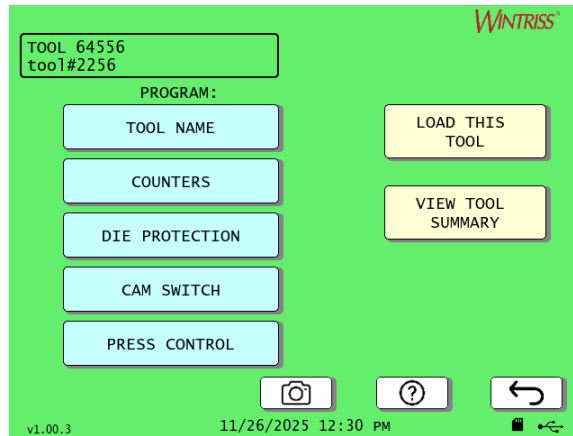 WINTRISS
TOOL 64556
tool#2256
PROGRAM:
TOOL NAME
COUNTERS
DIE PROTECTION
CAM SWITCH
PRESS CONTROL
LOAD THIS
TOOL
VIEW TOOL
SUMMARY
v1.00.3
11/26/2025 12:30 PM